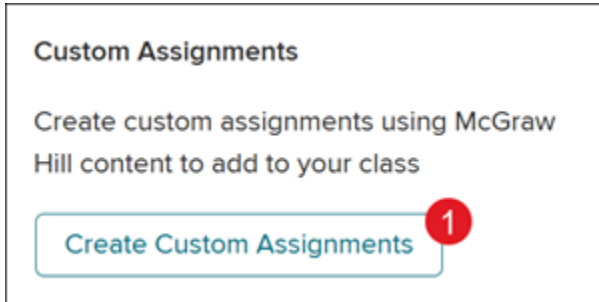 Custom Assignments
Create custom assignments using McGraw
Hill content to add to your class
Create Custom Assignments
1